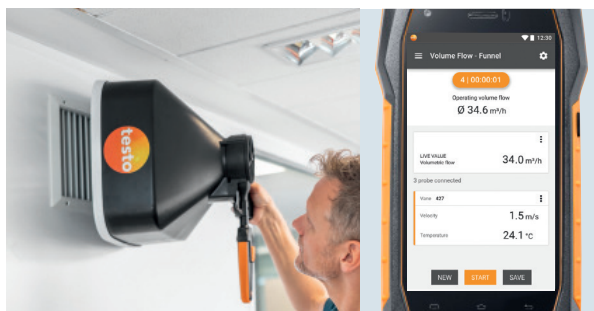 testo
12:30
Volume Flow - Funnel
4 | 00:00:01
Operating volume flow
Ø 34.6 m³/h
LIVE VALUE
Volumetric flow 34.0 m³/h
3 probe connected
Vane 427
Velocity 1.5 m/s
Temperature 24.1 °C
NEW START SAVE